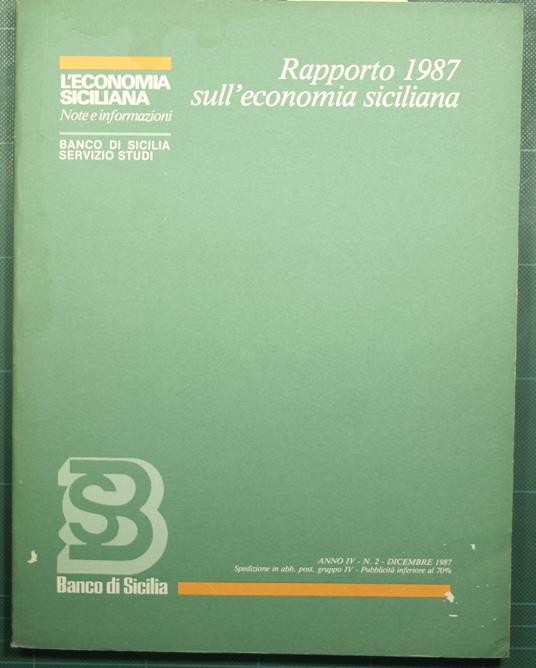 L'ECONOMIA
SICILIANA
Note e informazioni
BANCO DI SICILIA
SERVIZIO STUDI
Rapporto 1987
sull'economia siciliana
BS
Banco di Sicilia
ANNO IV - N. 2 - DICEMBRE 1987
Spedizione in abb. post. gruppo IV - Pubblicità inferiore al 70%